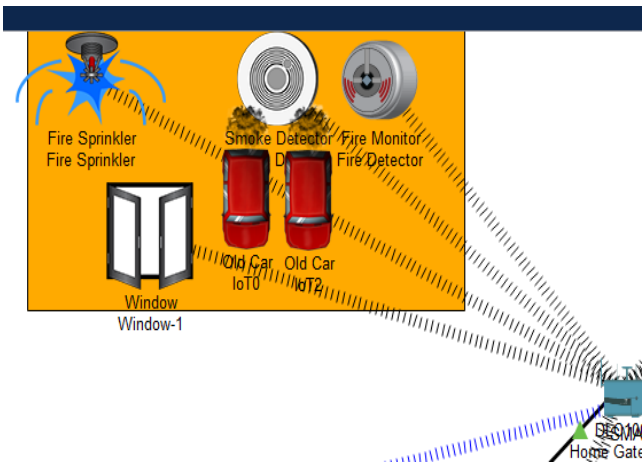 Fire Sprinkler
Fire Sprinkler
Smoke Detector
D
Fire Monitor
Fire Detector
Old Car
IoT0
Old Car
IoT2
Window
Window-1
Home Gate